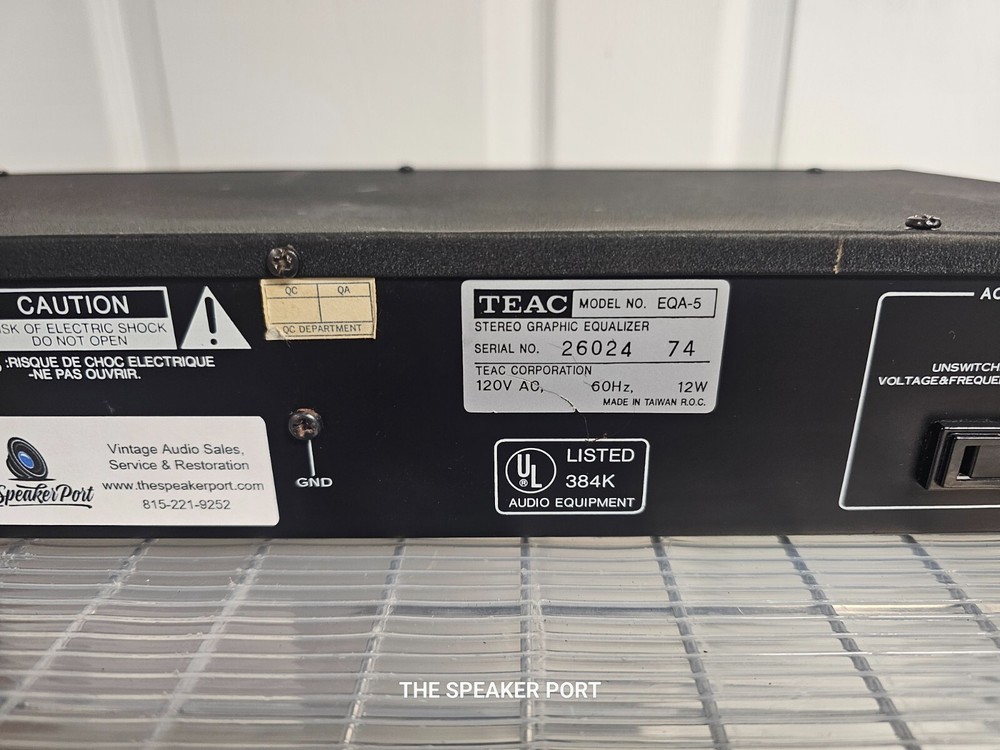 CAUTION
SK OF ELECTRIC SHOCK
DO NOT OPEN
:RISQUE DE CHOC ELECTRIQUE
-NE PAS OUVRIR.
!
QC QA
QC DEPARTMENT
TEAC MODEL NO. EQA-5
STEREO GRAPHIC EQUALIZER
SERIAL NO. 26024 74
TEAC CORPORATION
120V AC, 60Hz, 12W
MADE IN TAIWAN R.O.C.
UL ® LISTED
384K
AUDIO EQUIPMENT
GND
SpeakerPort
Vintage Audio Sales,
Service & Restoration
www.thespeakerport.com
815-221-9252
AC
UNSWITCH
VOLTAGE&FREQUE
THE SPEAKER PORT